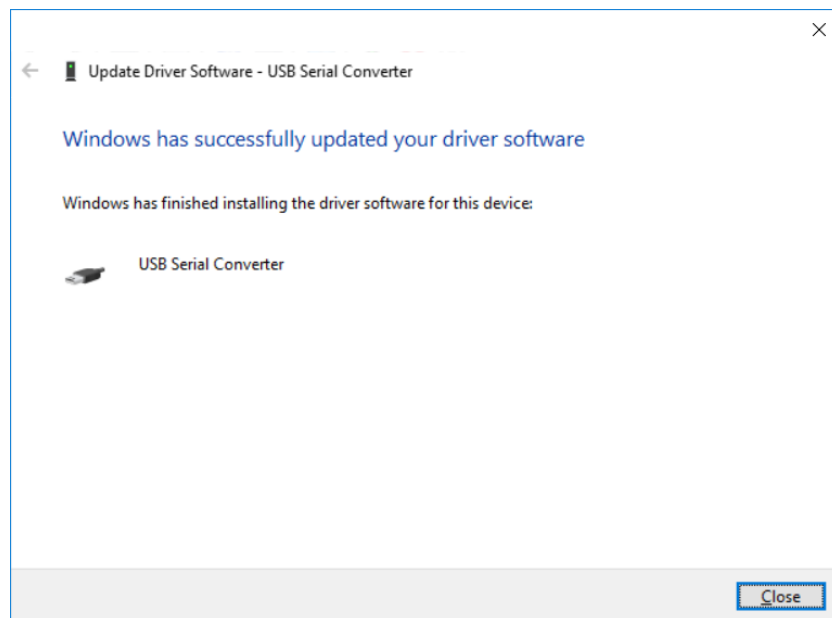 Update Driver Software - USB Serial Converter
Windows has successfully updated your driver software
Windows has finished installing the driver software for this device:
USB Serial Converter
Close